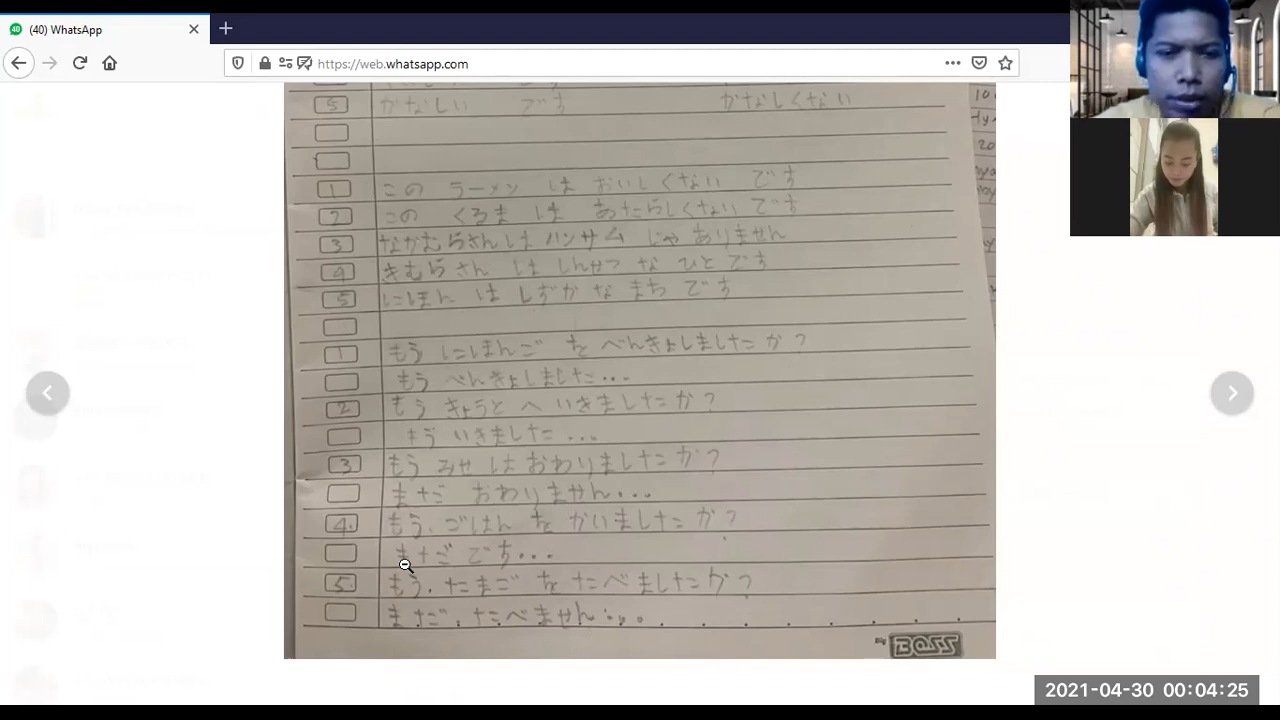 (40) WhatsApp
https://web.whatsapp.com
5 かなしい です かなしくない
10
20
1 この ラーメン は おいしくない です
2 この くるま は あたらしくない です
3 なかむらさんは ハンサム じゃ ありません
4 きむらさん は しんせつ な ひと です
5 にほん は しずか な まち です
1 もう にほんご を べんきょしましたか?
もう べんきょしました...
2 もう きょうと へ いきましたか?
もう いきました...
3 もう みせ は おわりましたか?
まだ おわりません...
4. もう、ごはん を かいましたか?
まだ です...
5. もう、たまご を たべましたか?
まだ、たべません...
BOSS
2021-04-30 00:04:25